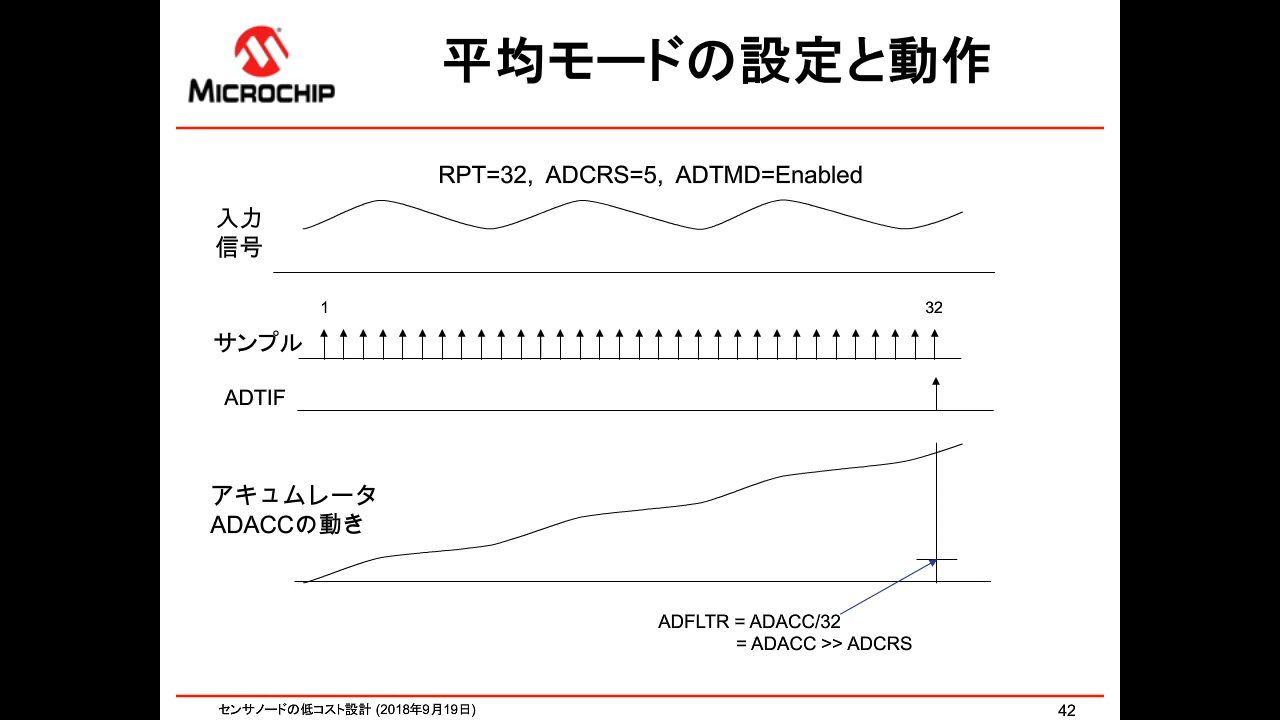 MICROCHIP
平均モードの設定と動作
RPT=32, ADCRS=5, ADTMD=Enabled
入力
信号
1
32
サンプル
ADTIF
アキュムレータ
ADACCの動き
ADFLTR = ADACC/32
= ADACC >> ADCRS
センサノードの低コスト設計 (2018年9月19日)
42